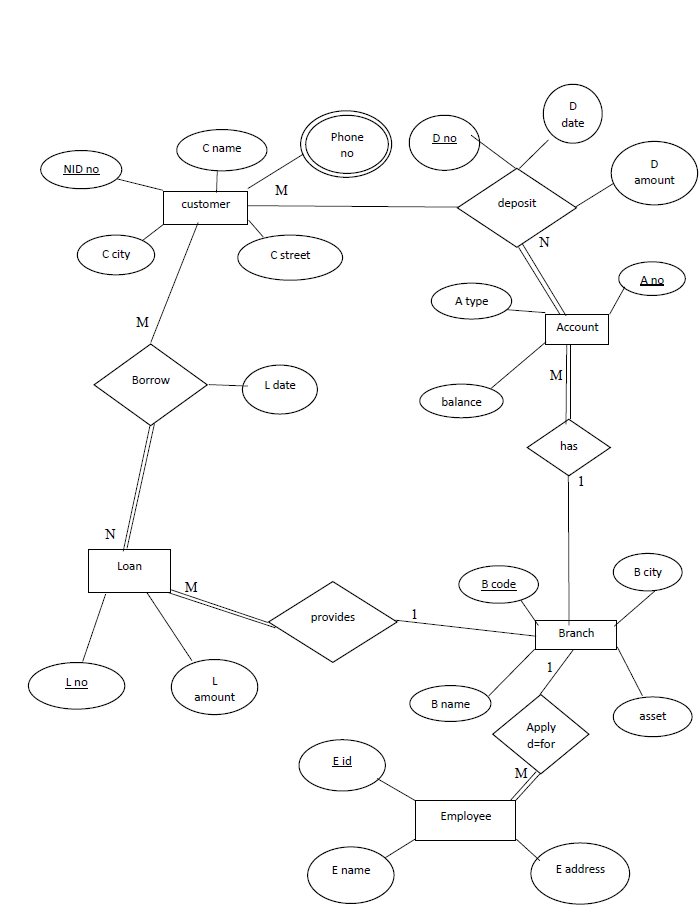 D
date
Phone
no
D no
C name
D
amount
NID no
M
customer
deposit
N
C city
C street
A no
A type
Account
M
M
Borrow
L date
balance
has
1
N
Loan
M
B code
B city
1
provides
Branch
1
L no
L
amount
B name
asset
Apply
d=for
E id
M
Employee
E name
E address